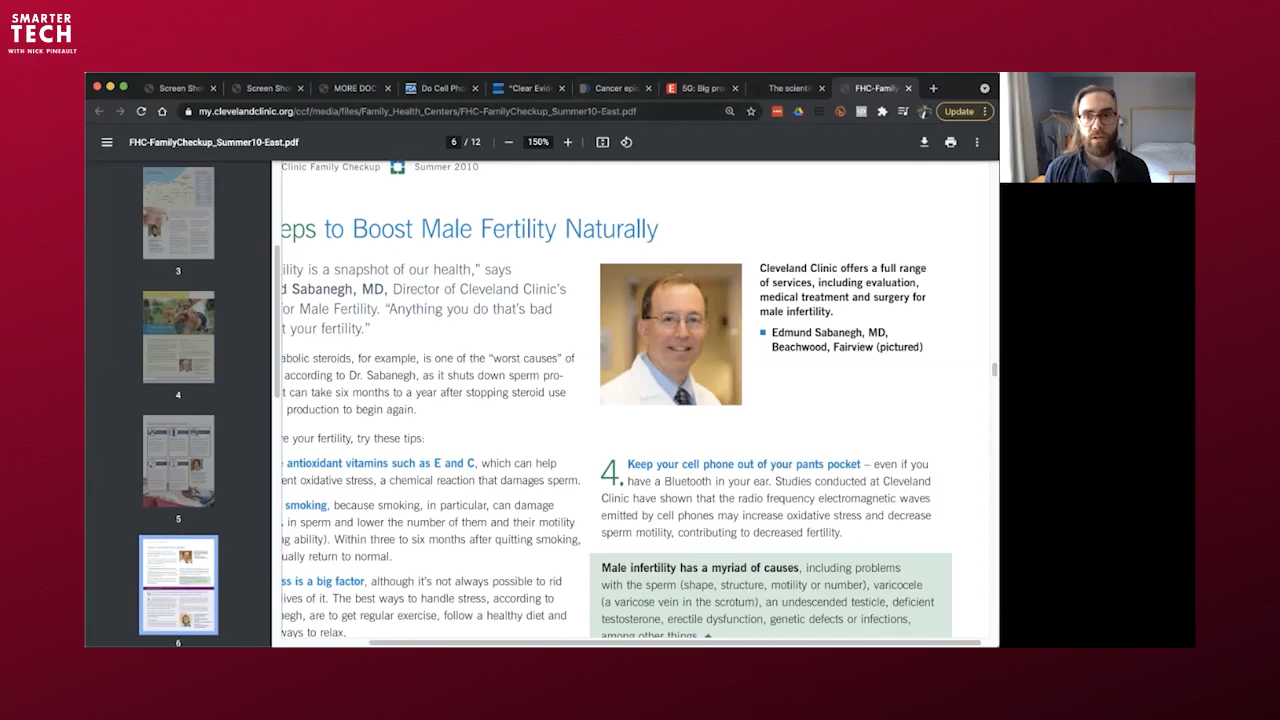 SMARTER
TECH
WITH NICK PINEAULT
Screen Sho
Screen Sho
MORE DOC
FDA Do Cell Pho
"Clear Evide
Cancer epi
E 5G: Big pro
The scienti
FHC-Family
my.clevelandclinic.org/ccf/media/files/Family_Health_Centers/FHC-FamilyCheckup_Summer10-East.pdf
Update
FHC-FamilyCheckup_Summer10-East.pdf
6 / 12
150%
3
4
5
6
Clinic Family Checkup Summer 2010
eps to Boost Male Fertility Naturally
ility is a snapshot of our health," says
d Sabanegh, MD, Director of Cleveland Clinic's
for Male Fertility. "Anything you do that's bad
t your fertility."
abolic steroids, for example, is one of the "worst causes" of
according to Dr. Sabanegh, as it shuts down sperm pro-
t can take six months to a year after stopping steroid use
production to begin again.
ve your fertility, try these tips:
e antioxidant vitamins such as E and C, which can help
ent oxidative stress, a chemical reaction that damages sperm.
smoking, because smoking, in particular, can damage
, in sperm and lower the number of them and their motility
ng ability). Within three to six months after quitting smoking,
ually return to normal.
ss is a big factor, although it's not always possible to rid
lives of it. The best ways to handle stress, according to
negh, are to get regular exercise, follow a healthy diet and
ways to relax.
Cleveland Clinic offers a full range
of services, including evaluation,
medical treatment and surgery for
male infertility.
Edmund Sabanegh, MD,
Beachwood, Fairview (pictured)
4. Keep your cell phone out of your pants pocket – even if you
have a Bluetooth in your ear. Studies conducted at Cleveland
Clinic have shown that the radio frequency electromagnetic waves
emitted by cell phones may increase oxidative stress and decrease
sperm motility, contributing to decreased fertility.
Male infertility has a myriad of causes, including problems
with the sperm (shape, structure, motility or number), varicocele
(a varicose vein in the scrotum), an undescended testicle, deficient
testosterone, erectile dysfunction, genetic defects or infections,
among other things.